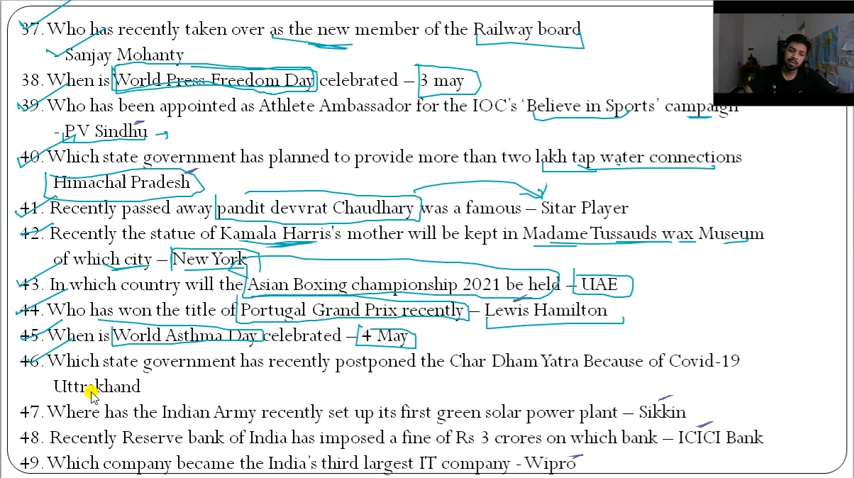 37. Who has recently taken over as the new member of the Railway board
- Sanjay Mohanty
38. When is World Press Freedom Day celebrated – 3 may
39. Who has been appointed as Athlete Ambassador for the IOC's 'Believe in Sports' campaign
- P.V Sindhu
40. Which state government has planned to provide more than two lakh tap water connections
Himachal Pradesh
41. Recently passed away pandit devvrat Chaudhary was a famous – Sitar Player
42. Recently the statue of Kamala Harris's mother will be kept in Madame Tussauds wax Museum
of which city – New York
43. In which country will the Asian Boxing championship 2021 be held – UAE
44. Who has won the title of Portugal Grand Prix recently – Lewis Hamilton
45. When is World Asthma Day celebrated – 4 May
46. Which state government has recently postponed the Char Dham Yatra Because of Covid-19
Uttrakhand
47. Where has the Indian Army recently set up its first green solar power plant – Sikkin
48. Recently Reserve bank of India has imposed a fine of Rs 3 crores on which bank – ICICI Bank
49. Which company became the India's third largest IT company - Wipro